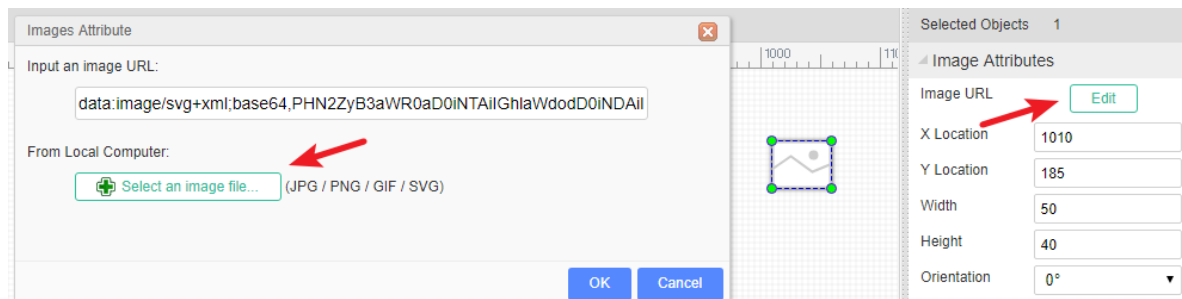 Images Attribute
Input an image URL:
data:image/svg+xml;base64,PHN2ZyB3aWR0aD0iNTAiIGhlaWdodD0iNDAiI
From Local Computer:
Select an image file...
(JPG / PNG / GIF / SVG)
OK
Cancel
1000
110
Selected Objects 1
Image Attributes
Image URL
Edit
X Location
1010
Y Location
185
Width
50
Height
40
Orientation
0°